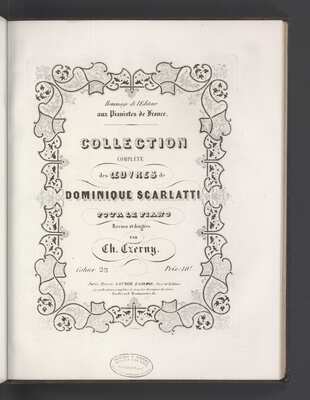 Hommage de l'Editeur
aux Pianistes de France.
COLLECTION
COMPLÈTE
des ŒUVRES de
DOMINIQUE SCARLATTI
POUR LE PIANO
Revues et doigtées
PAR
Ch. Czerny.
Cahier 23 Prix: 10f